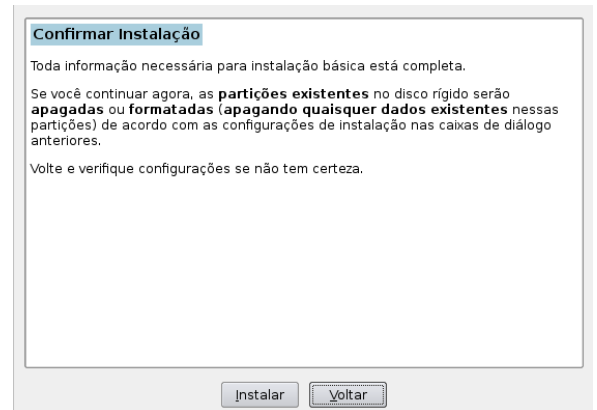 Confirmar Instalação
Toda informação necessária para instalação básica está completa.
Se você continuar agora, as partições existentes no disco rígido serão
apagadas ou formatadas (apagando quaisquer dados existentes nessas
partições) de acordo com as configurações de instalação nas caixas de diálogo
anteriores.
Volte e verifique configurações se não tem certeza.
Instalar Voltar